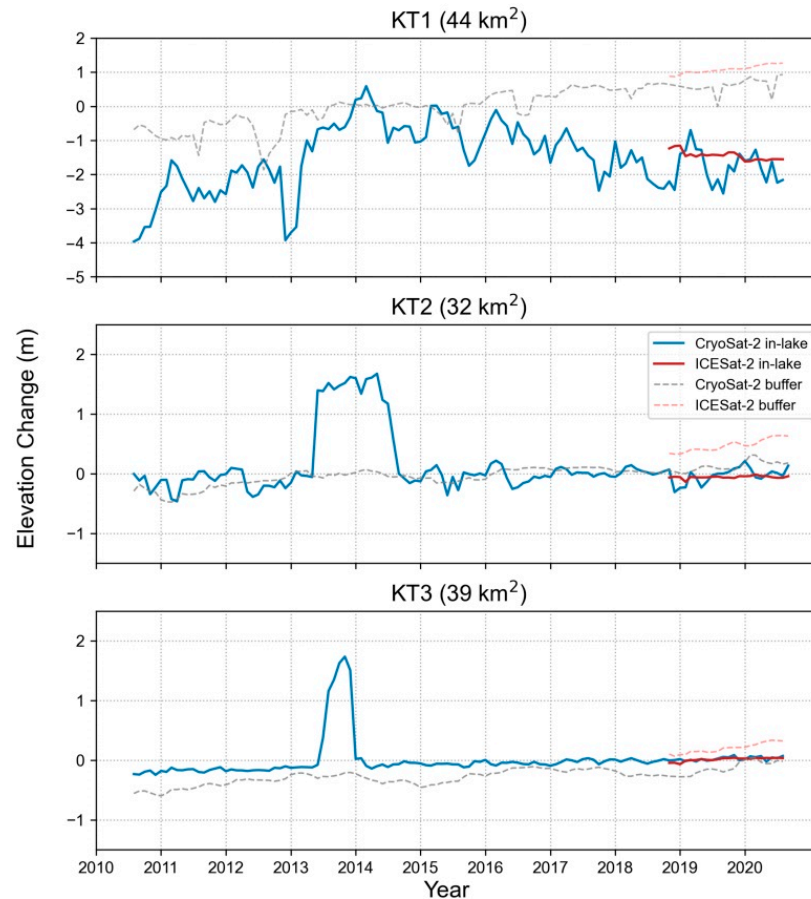 KT1 (44 km²)
2
1
0
−1
−2
−3
−4
−5
KT2 (32 km²)
2
1
0
−1
CryoSat-2 in-lake
ICESat-2 in-lake
CryoSat-2 buffer
ICESat-2 buffer
Elevation Change (m)
KT3 (39 km²)
2
1
0
−1
2010 2011 2012 2013 2014 2015 2016 2017 2018 2019 2020
Year